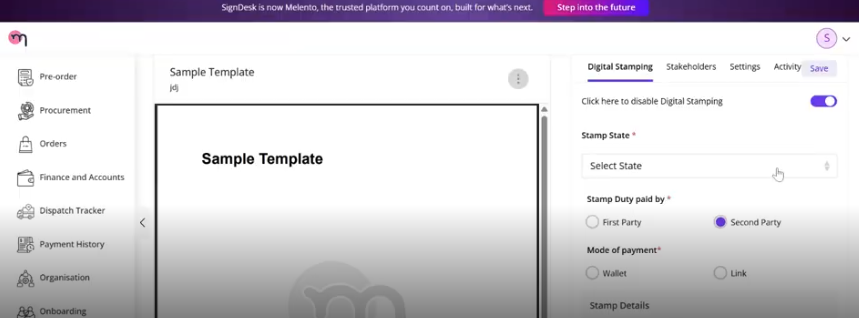 SignDesk is now Melento, the trusted platform you count on, built for what's next.
Step into the future
m
S
Pre-order
Procurement
Orders
Finance and Accounts
Dispatch Tracker
Payment History
Organisation
Onboarding
Sample Template
jdj
Sample Template
m
Digital Stamping Stakeholders Settings Activity Save
Click here to disable Digital Stamping
Stamp State *
Select State
Stamp Duty paid by *
First Party Second Party
Mode of payment*
Wallet Link
Stamp Details